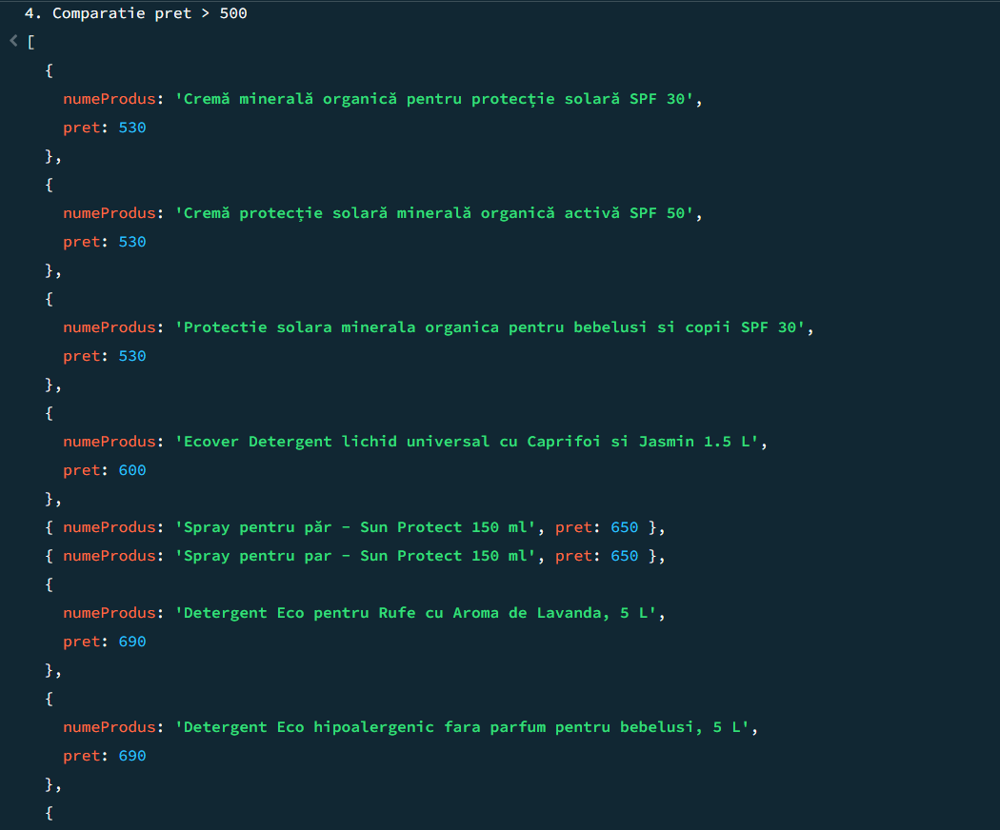 4. Comparatie pret > 500
< [
{
numeProdus: 'Cremă minerală organică pentru protecție solară SPF 30',
pret: 530
},
{
numeProdus: 'Cremă protecție solară minerală organică activă SPF 50',
pret: 530
},
{
numeProdus: 'Protectie solara minerala organica pentru bebelusi si copii SPF 30',
pret: 530
},
{
numeProdus: 'Ecover Detergent lichid universal cu Caprifoi si Jasmin 1.5 L',
pret: 600
},
{ numeProdus: 'Spray pentru păr – Sun Protect 150 ml', pret: 650 },
{ numeProdus: 'Spray pentru par – Sun Protect 150 ml', pret: 650 },
{
numeProdus: 'Detergent Eco pentru Rufe cu Aroma de Lavanda, 5 L',
pret: 690
},
{
numeProdus: 'Detergent Eco hipoalergenic fara parfum pentru bebelusi, 5 L',
pret: 690
},
{